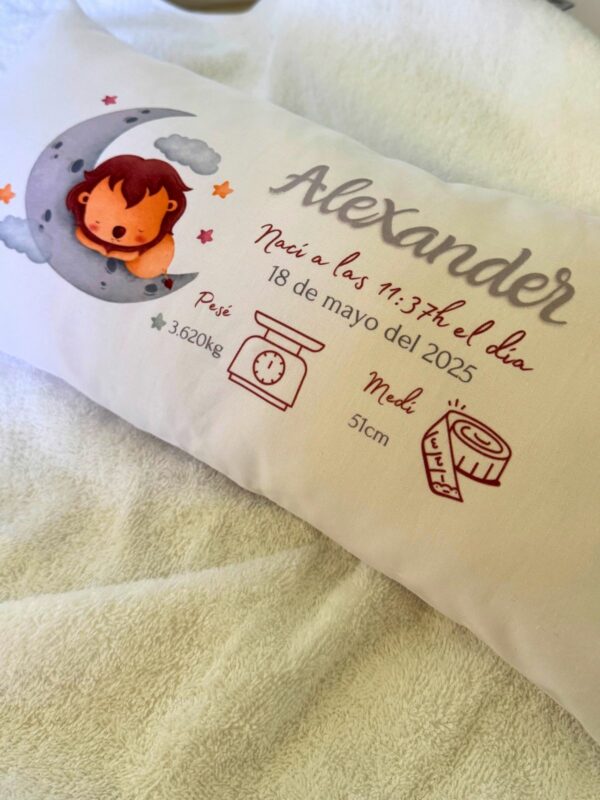 Alexander
Nací a las 11:37h el día
18 de mayo del 2025
Pesé
3.620kg
Medí
51cm